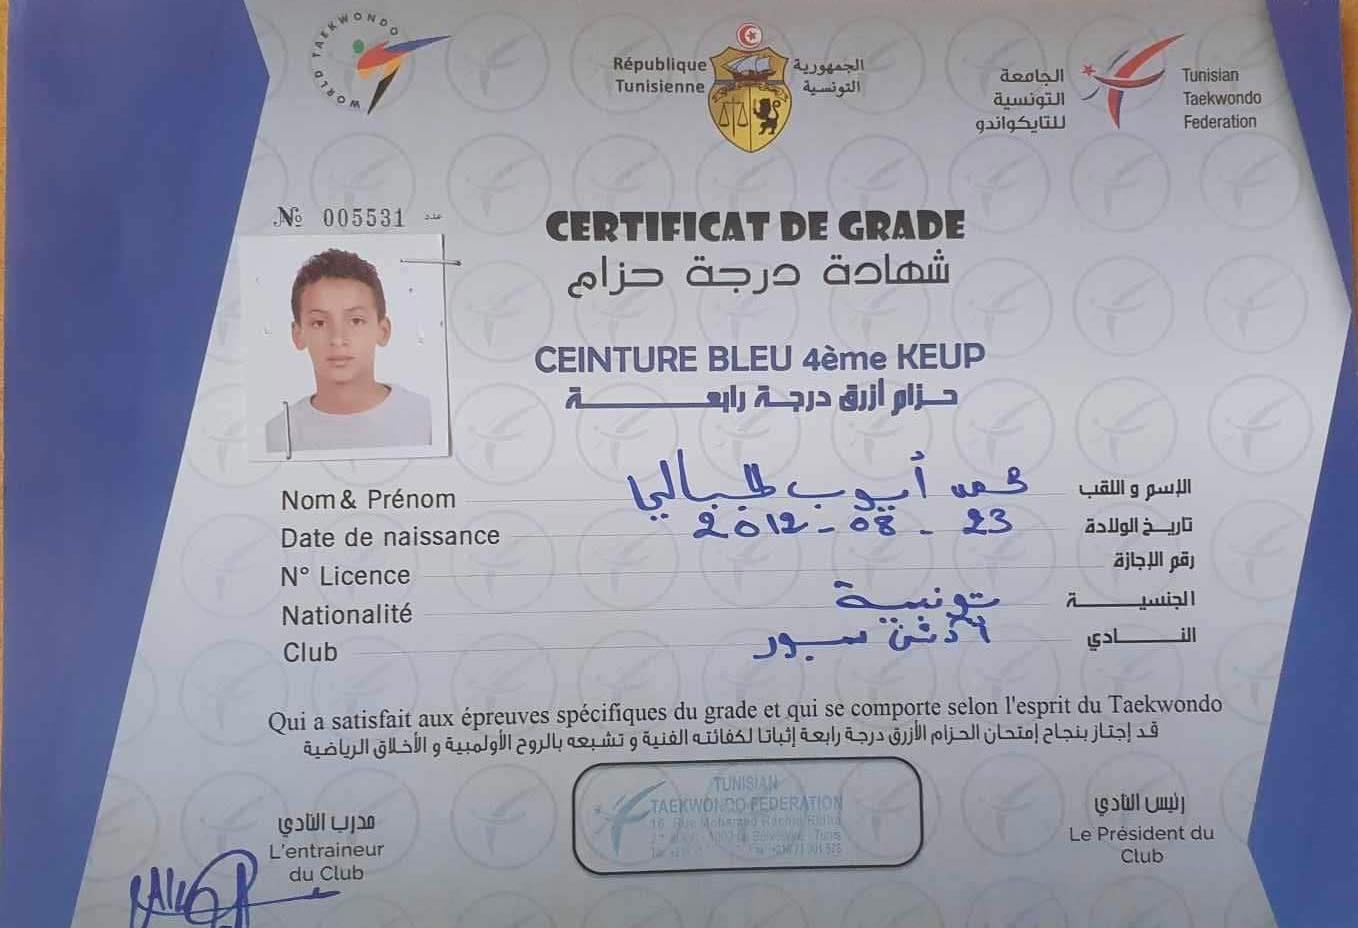 WORLD TAEKWONDO
République
Tunisienne
الجمهورية
التونسية
الجامعة
التونسية
للتايكواندو
Tunisian
Taekwondo
Federation
№ 005531 عدد
CERTIFICAT DE GRADE
شهادة درجة حزام
CEINTURE BLEU 4ème KEUP
حزام أزرق درجة رابعة
Nom & Prénom محمد أيوب طبالي الإسم و اللقب
Date de naissance 2012-08-23 تاريخ الولادة
N° Licence رقم الإجازة
Nationalité تونسية الجنسية
Club سبور النادي
Qui a satisfait aux épreuves spécifiques du grade et qui se comporte selon l'esprit du Taekwondo
قد إجتاز بنجاح إمتحان الحزام الأزرق درجة رابعة إثباتا لكفائته الفنية و تشبعه بالروح الأولمبية و الأخلاق الرياضية
مدرب النادي
L'entraineur
du Club
TUNISIAN
TAEKWONDO FEDERATION
رئيس النادي
Le Président du
Club